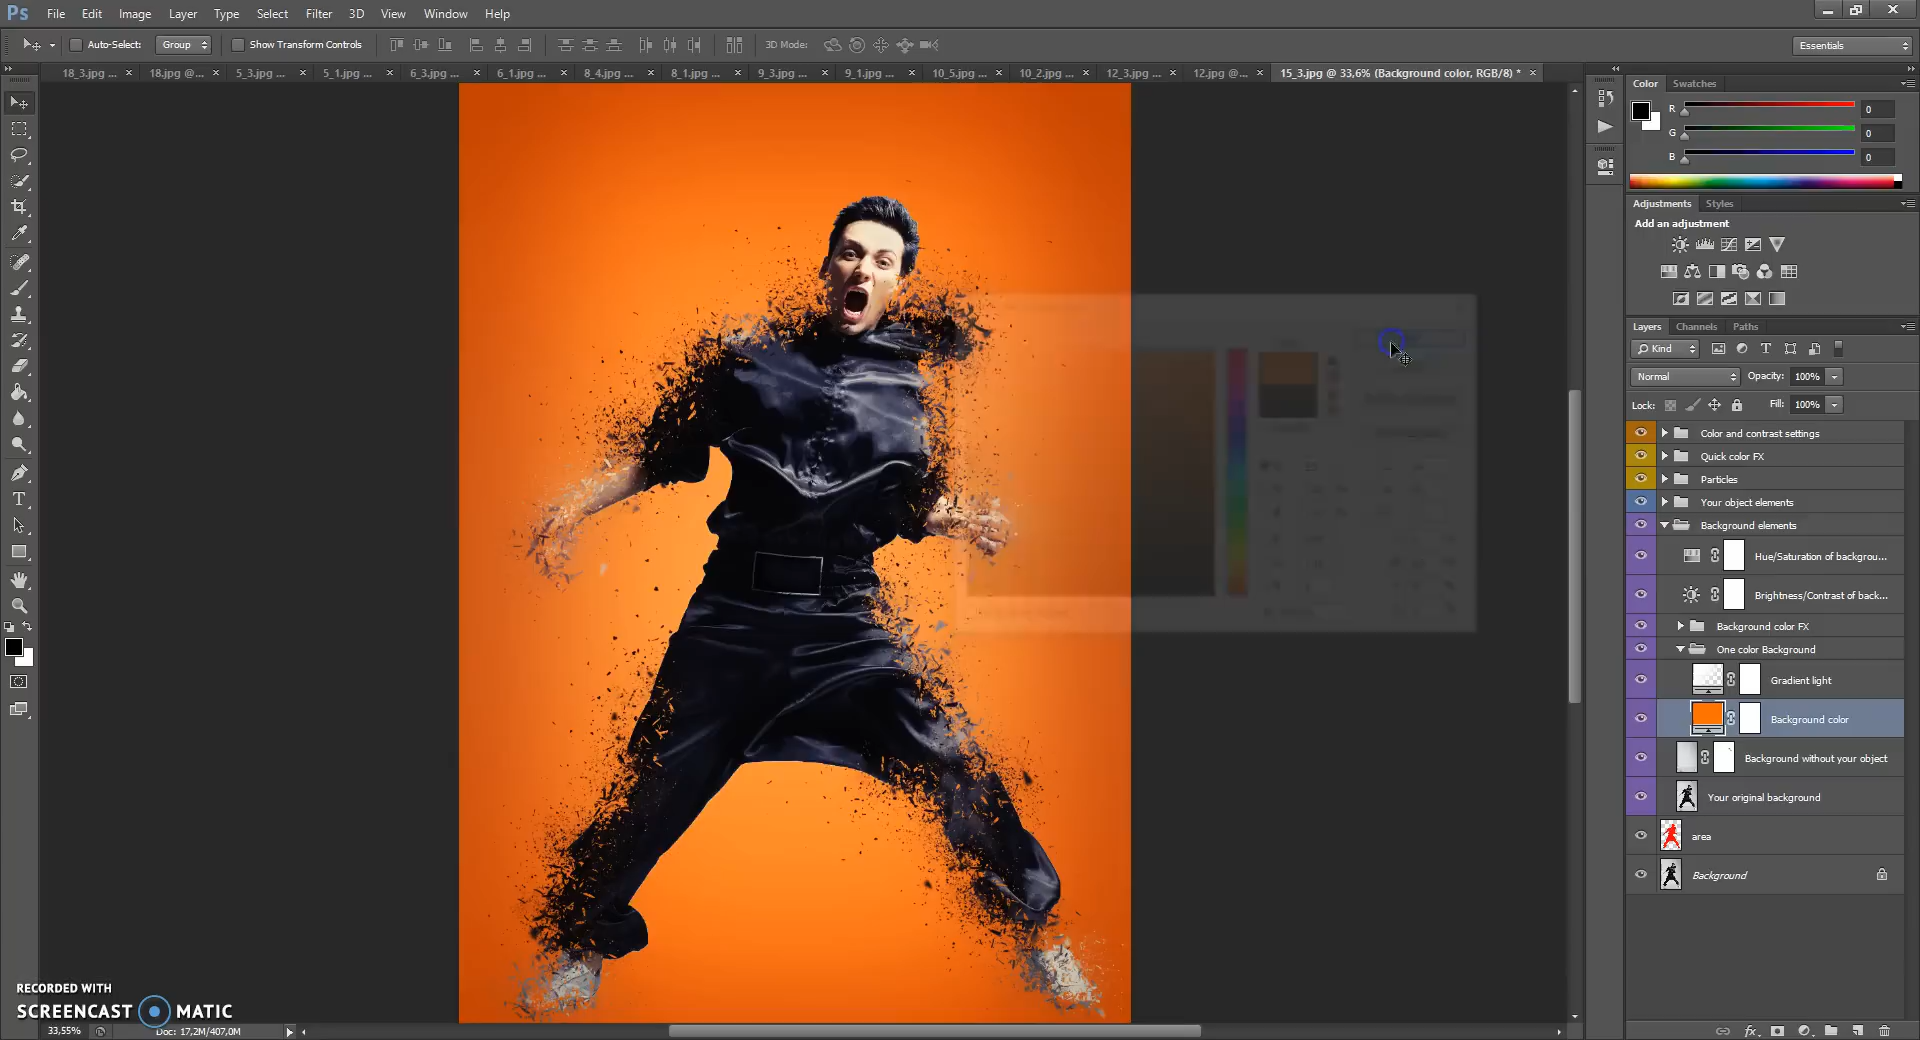 Ps File Edit Image Layer Type Select Filter 3D View Window Help
Auto-Select: Group Show Transform Controls 3D Mode: Essentials
18_3.jpg ... × 18.jpg @... × 5_3.jpg ... × 5_1.jpg ... × 6_3.jpg ... × 6_1.jpg ... × 8_4.jpg ... × 8_1.jpg ... × 9_3.jpg ... × 9_1.jpg ... × 10_5.jpg ... × 10_2.jpg ... × 12_3.jpg ... × 12.jpg @... × 15_3.jpg @ 33,6% (Background color, RGB/8) * ×
Color Swatches
R 0
G 0
B 0
Adjustments Styles
Add an adjustment
Layers Channels Paths
Kind
Normal Opacity: 100%
Lock: Fill: 100%
Color and contrast settings
Quick color FX
Particles
Your object elements
Background elements
Hue/Saturation of backgrou...
Brightness/Contrast of back...
Background color FX
One color Background
Gradient light
Background color
Background without your object
Your original background
area
Background
RECORDED WITH
SCREENCAST MATIC
33,55% Doc: 17,2M/407,0M